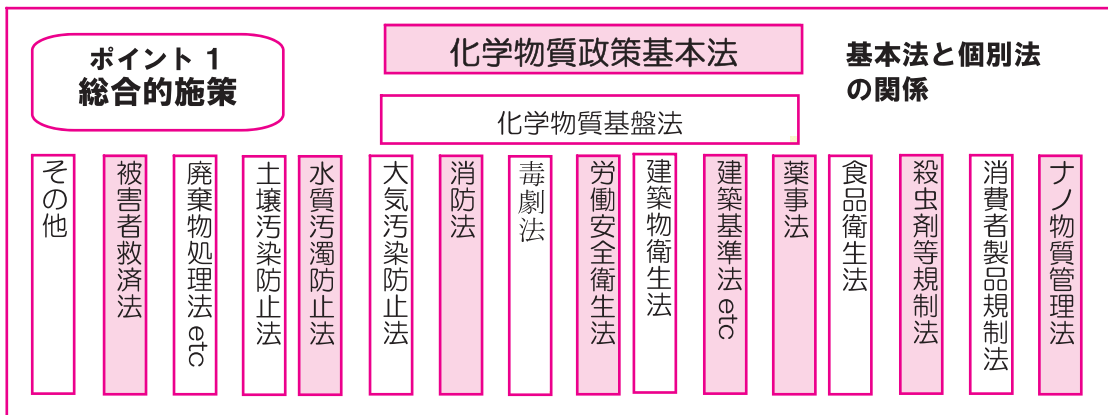 ポイント 1
総合的施策
化学物質政策基本法
基本法と個別法
の関係
化学物質基盤法
その他
被害者救済法
廃棄物処理法 etc
土壌汚染防止法
水質汚濁防止法
大気汚染防止法
消防法
毒劇法
労働安全衛生法
建築物衛生法
建築基準法 etc
薬事法
食品衛生法
殺虫剤等規制法
消費者製品規制法
ナノ物質管理法